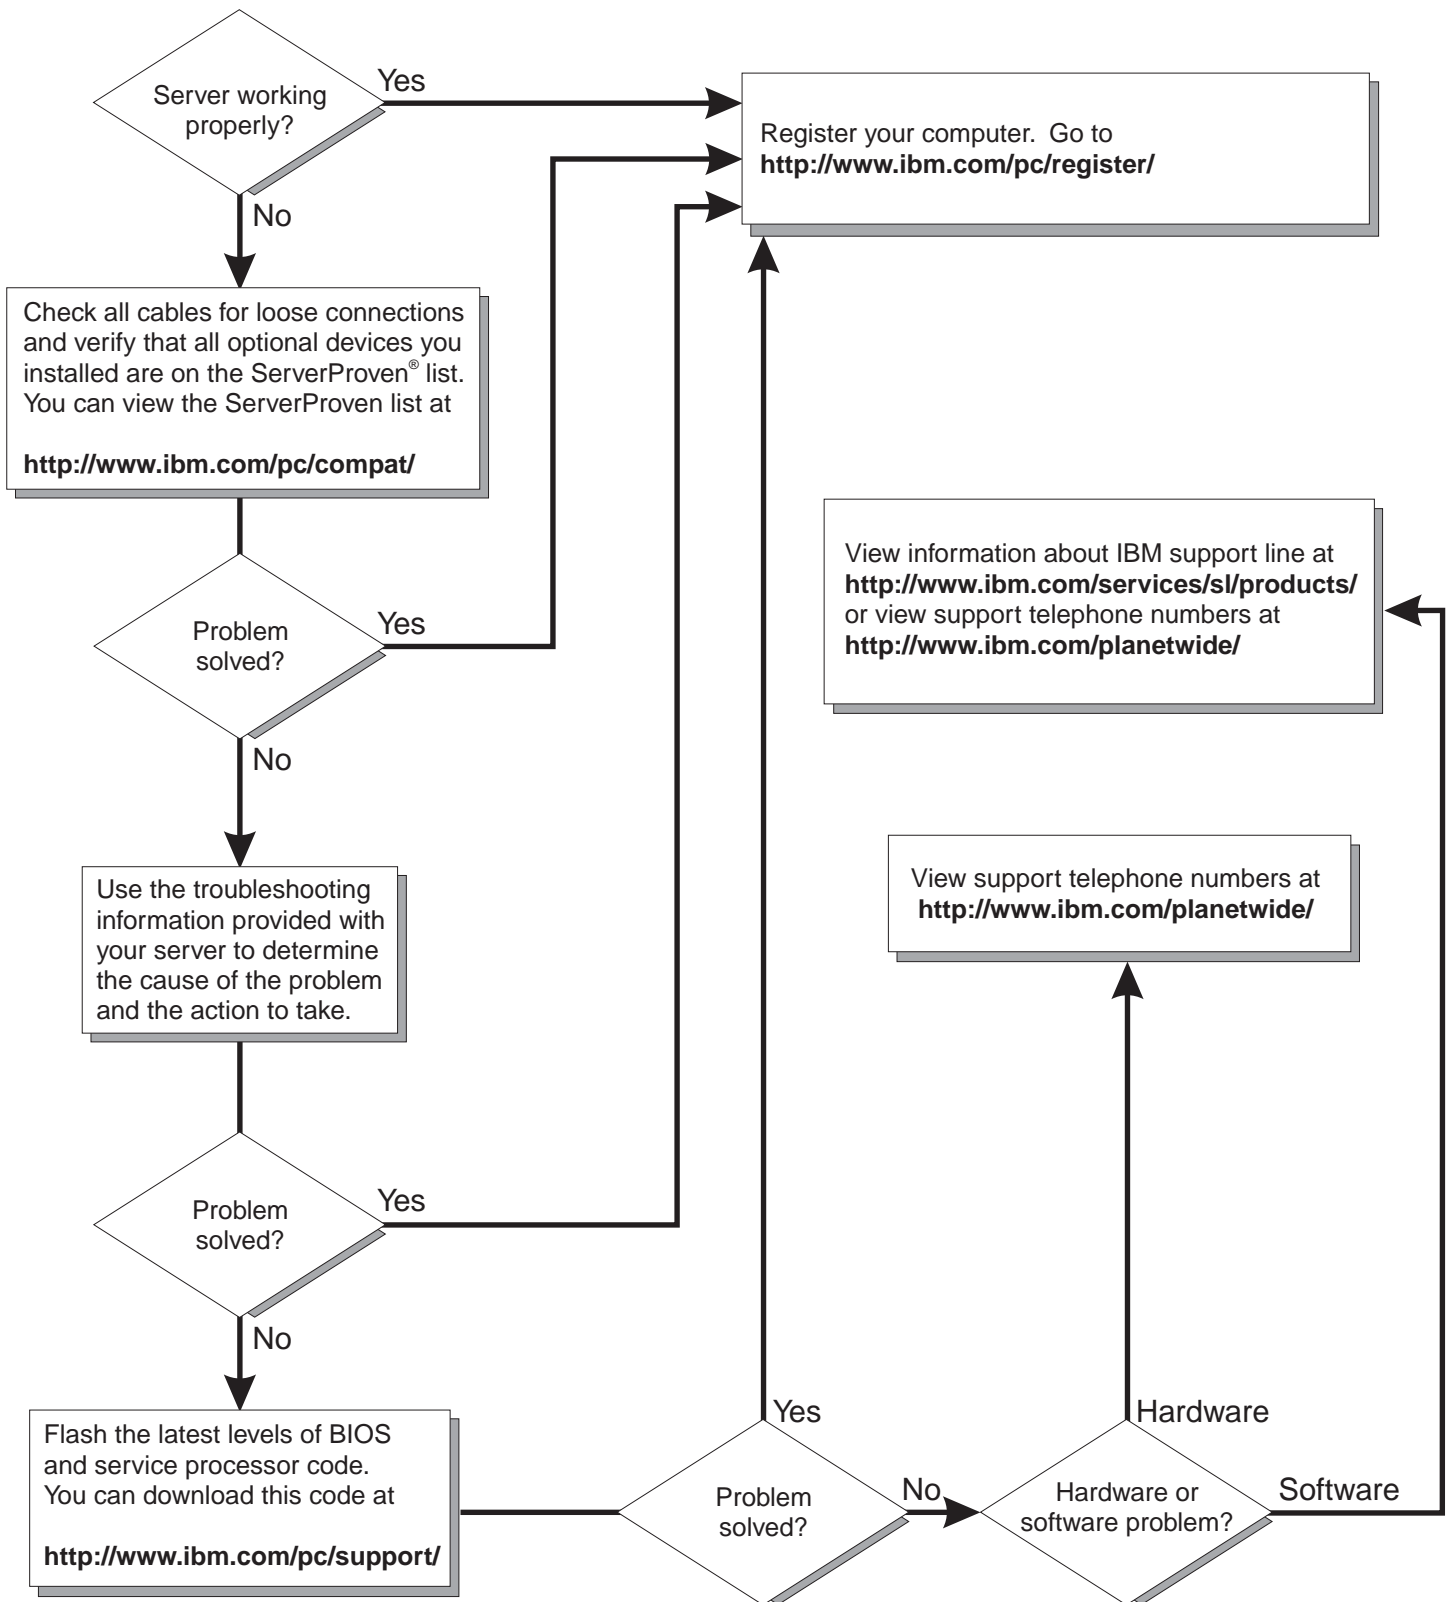 Server working
properly?
Yes
No
Register your computer.  Go to
http://www.ibm.com/pc/register/
Check all cables for loose connections
and verify that all optional devices you
installed are on the ServerProven® list.
You can view the ServerProven list at
http://www.ibm.com/pc/compat/
Problem
solved?
Yes
No
View information about IBM support line at
http://www.ibm.com/services/sl/products/
or view support telephone numbers at
http://www.ibm.com/planetwide/
Use the troubleshooting
information provided with
your server to determine
the cause of the problem
and the action to take.
View support telephone numbers at
http://www.ibm.com/planetwide/
Problem
solved?
Yes
No
Flash the latest levels of BIOS
and service processor code.
You can download this code at
http://www.ibm.com/pc/support/
Problem
solved?
Yes
No
Hardware or
software problem?
Hardware
Software